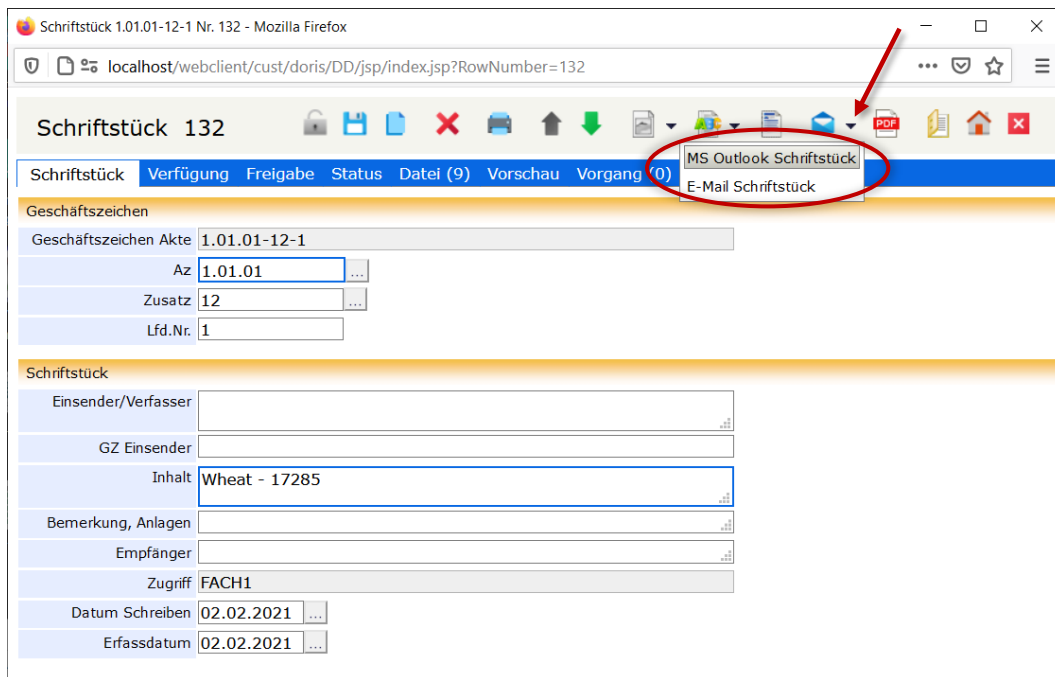 Schriftstück 1.01.01-12-1 Nr. 132 - Mozilla Firefox
localhost/webclient/cust/doris/DD/jsp/index.jsp?RowNumber=132
Schriftstück 132
PDF
MS Outlook Schriftstück
E-Mail Schriftstück
Schriftstück Verfügung Freigabe Status Datei (9) Vorschau Vorgang (0)
Geschäftszeichen
Geschäftszeichen Akte 1.01.01-12-1
Az 1.01.01 ...
Zusatz 12 ...
Lfd.Nr. 1
Schriftstück
Einsender/Verfasser
GZ Einsender
Inhalt Wheat - 17285
Bemerkung, Anlagen
Empfänger
Zugriff FACH1
Datum Schreiben 02.02.2021 ...
Erfassdatum 02.02.2021 ...